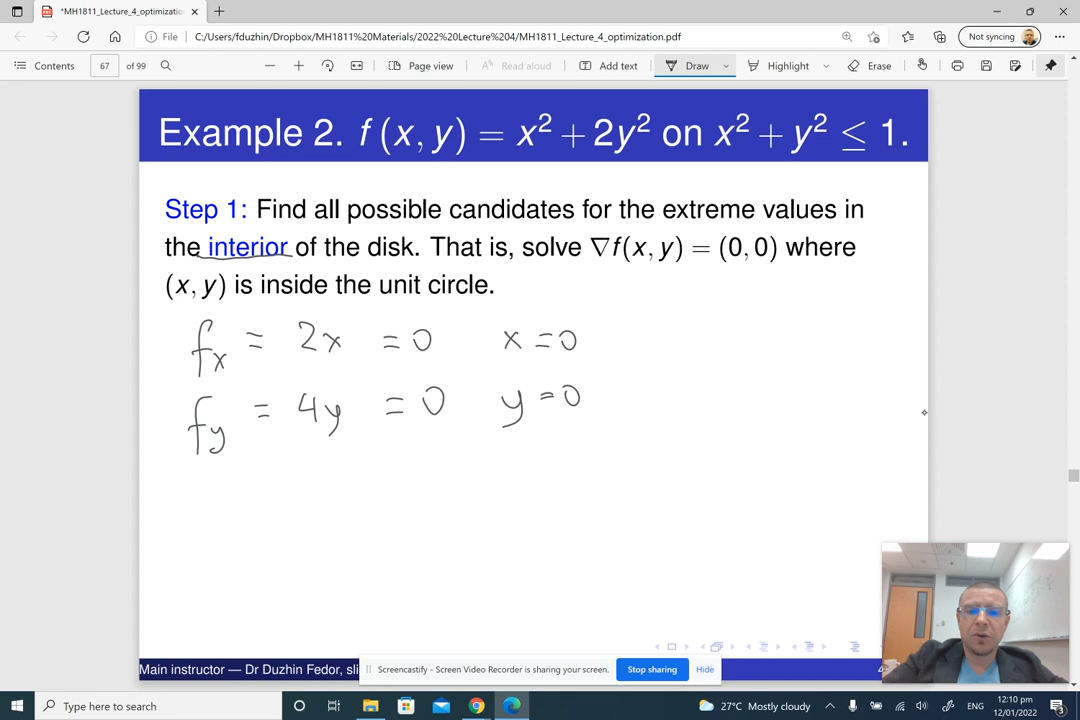 *MH1811_Lecture_4_optimization
File C:/Users/fduzhin/Dropbox/MH1811%20Materials/2022%20Lecture%204/MH1811_Lecture_4_optimization.pdf Not syncing
Contents 67 of 99 Page view Read aloud Add text Draw Highlight Erase
Example 2. f(x, y) = x² + 2y² on x² + y² ≤ 1.
Step 1: Find all possible candidates for the extreme values in
the interior of the disk. That is, solve ∇f(x, y) = (0, 0) where
(x, y) is inside the unit circle.
fx = 2x = 0 x = 0
fy = 4y = 0 y = 0
Main instructor — Dr Duzhin Fedor, sli
Screencastify - Screen Video Recorder is sharing your screen. Stop sharing Hide
Type here to search 27°C Mostly cloudy ENG 12:10 pm
12/01/2022 3